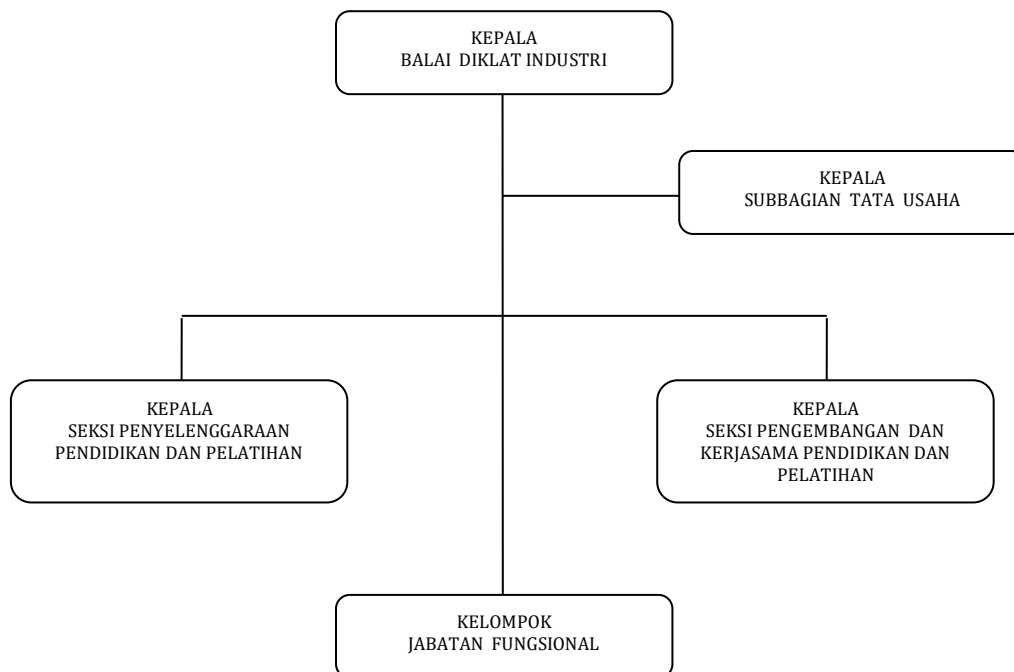 KEPALA
BALAI DIKLAT INDUSTRI
KEPALA
SUBBAGIAN TATA USAHA
KEPALA
SEKSI PENYELENGGARAAN
PENDIDIKAN DAN PELATIHAN
KEPALA
SEKSI PENGEMBANGAN DAN
KERJASAMA PENDIDIKAN DAN
PELATIHAN
KELOMPOK
JABATAN FUNGSIONAL